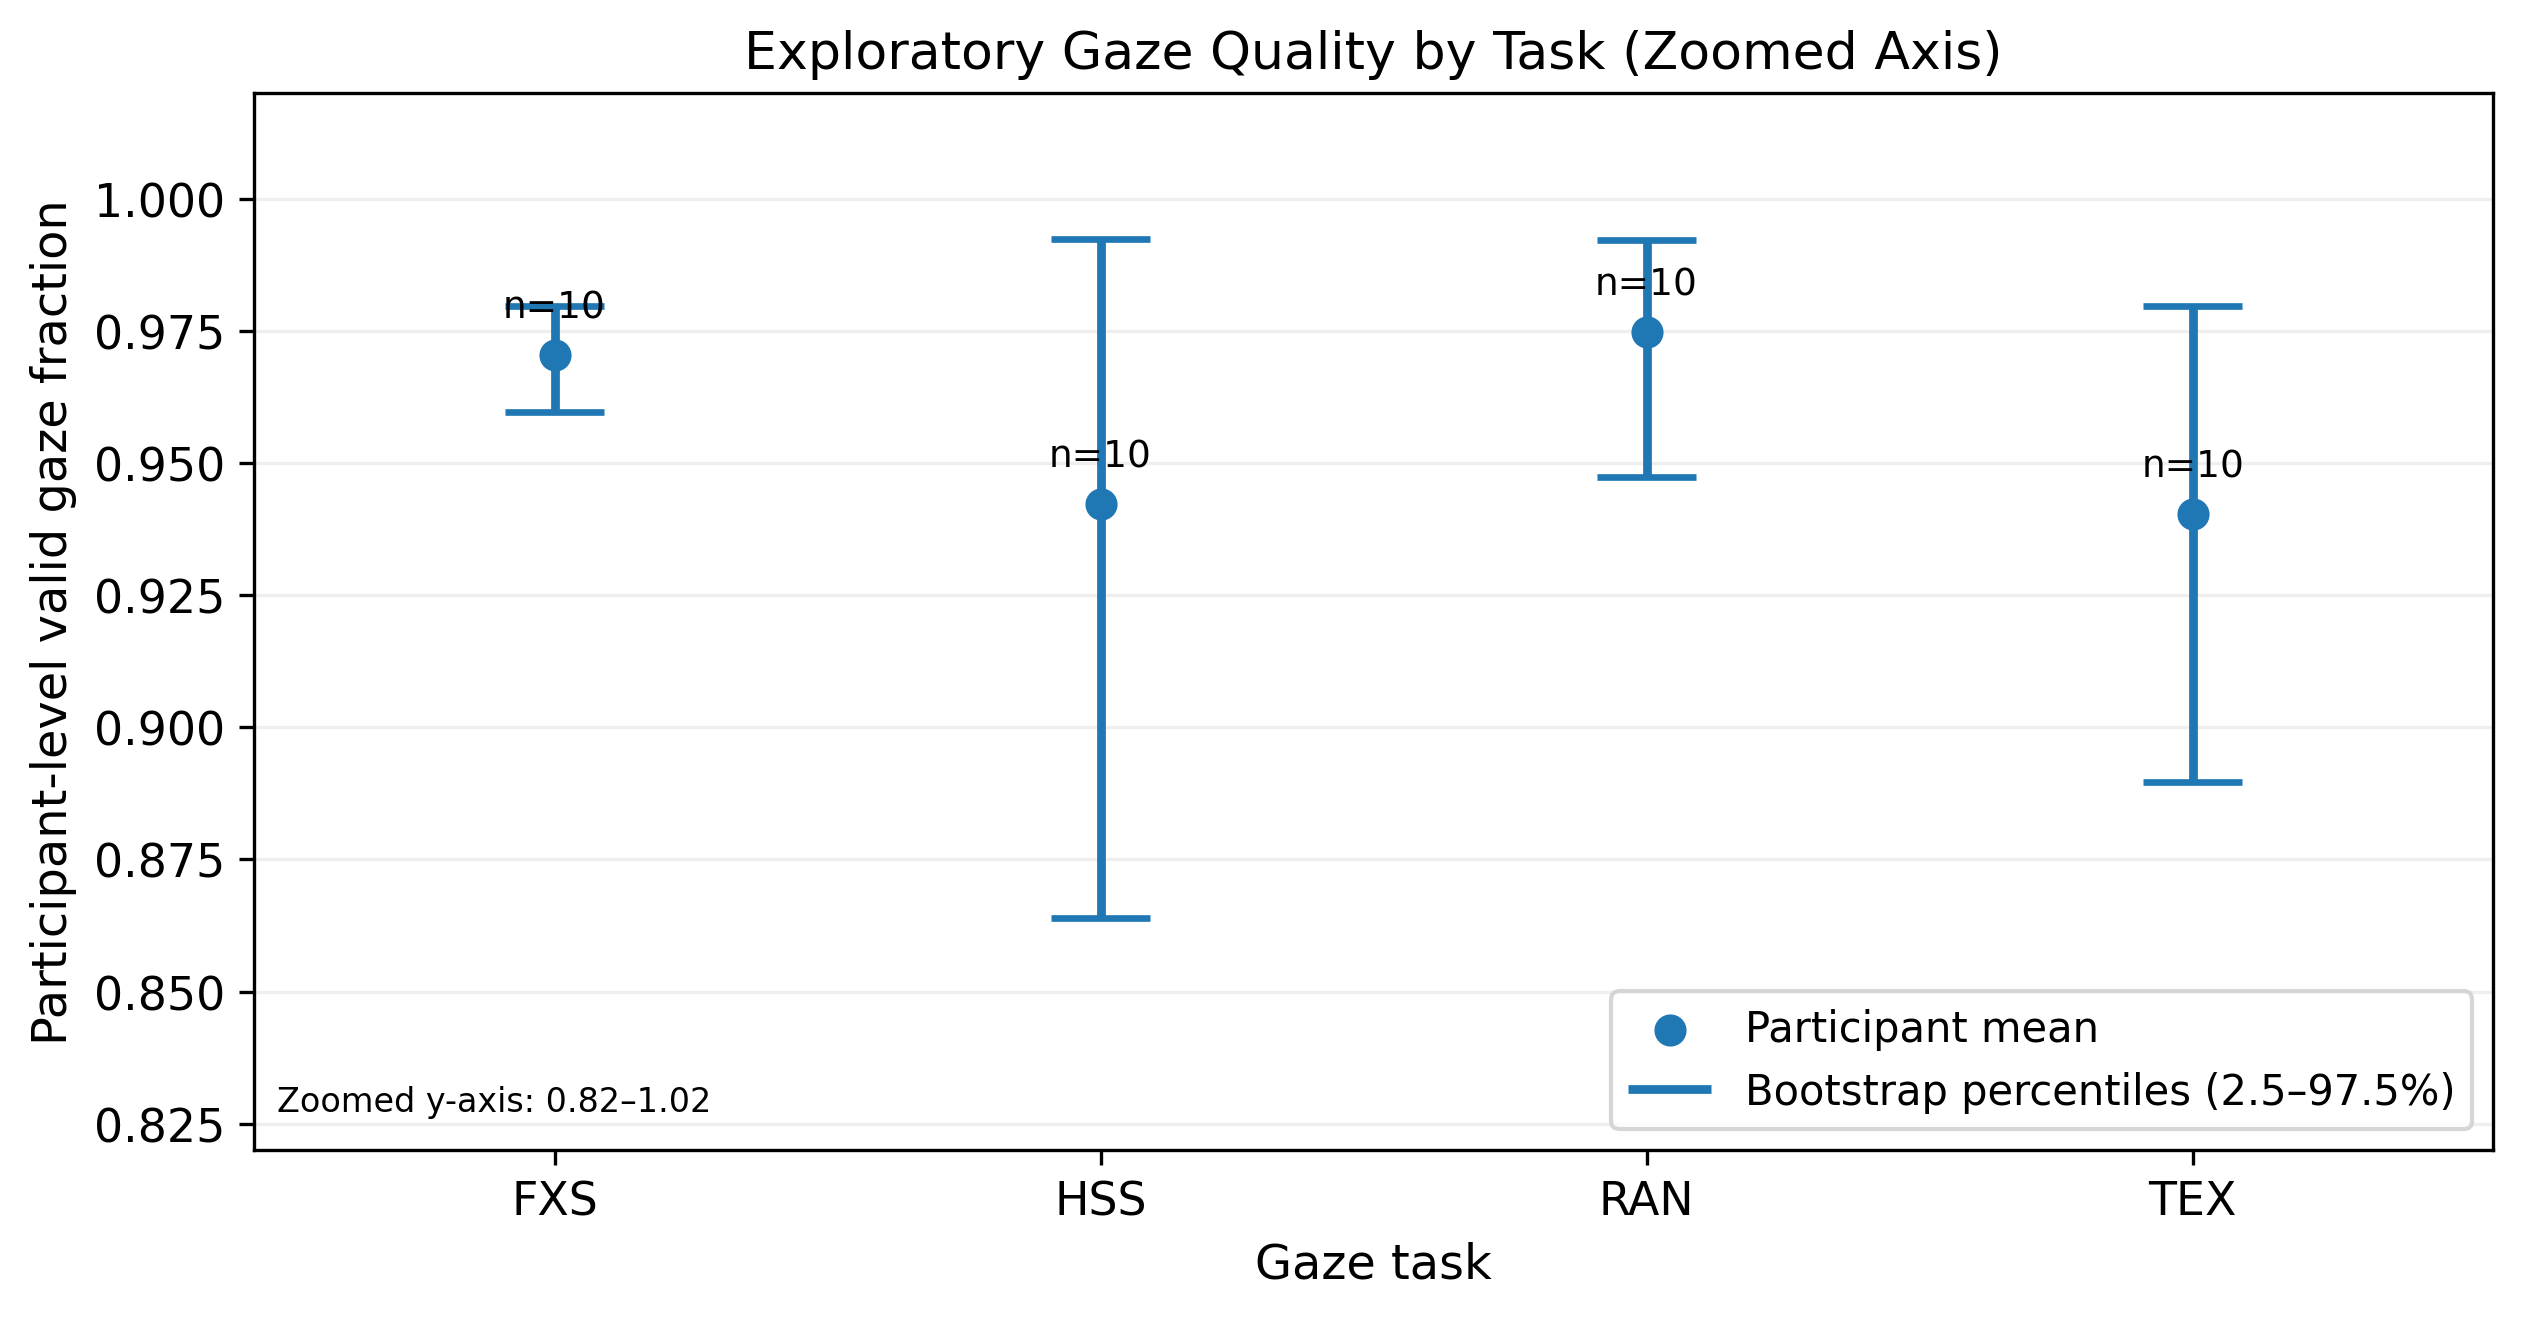 Exploratory Gaze Quality by Task (Zoomed Axis)
Participant-level valid gaze fraction
1.000
0.975
0.950
0.925
0.900
0.875
0.850
0.825
n=10
n=10
n=10
n=10
Participant mean
Bootstrap percentiles (2.5–97.5%)
Zoomed y-axis: 0.82–1.02
FXS
HSS
RAN
TEX
Gaze task